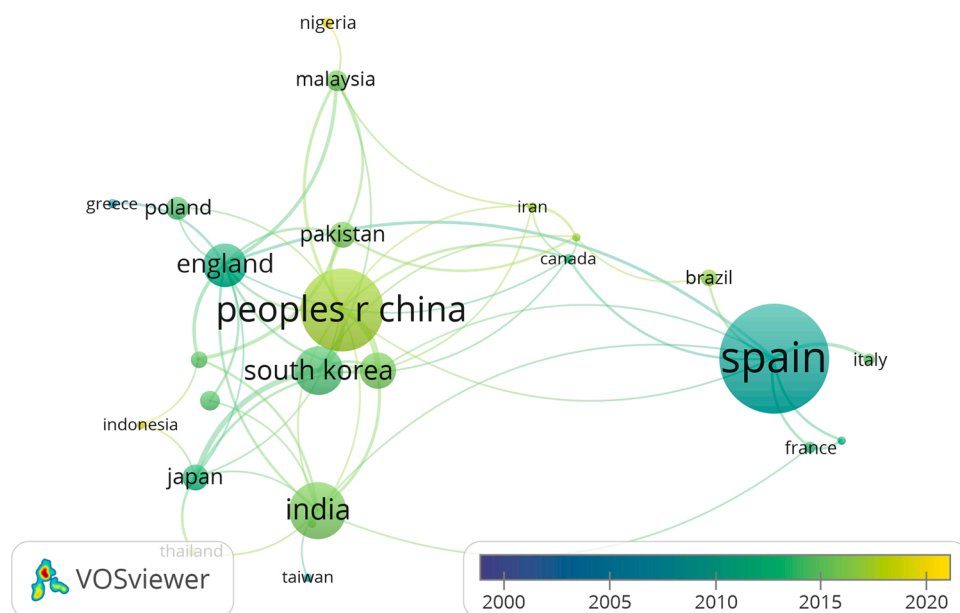 nigeria
malaysia
greece
poland
iran
pakistan
canada
england
brazil
peoples r china
spain
italy
south korea
indonesia
france
japan
india
thailand
taiwan
VOSviewer
2000 2005 2010 2015 2020